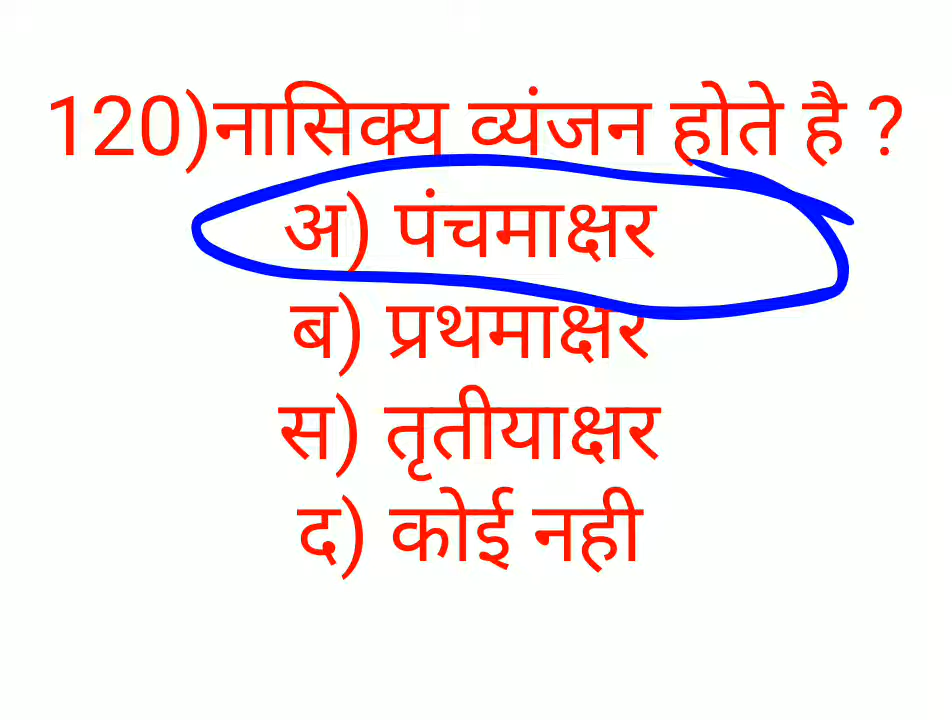 120)नासिक्य व्यंजन होते है ?
अ) पंचमाक्षर
ब) प्रथमाक्षर
स) तृतीयाक्षर
द) कोई नही